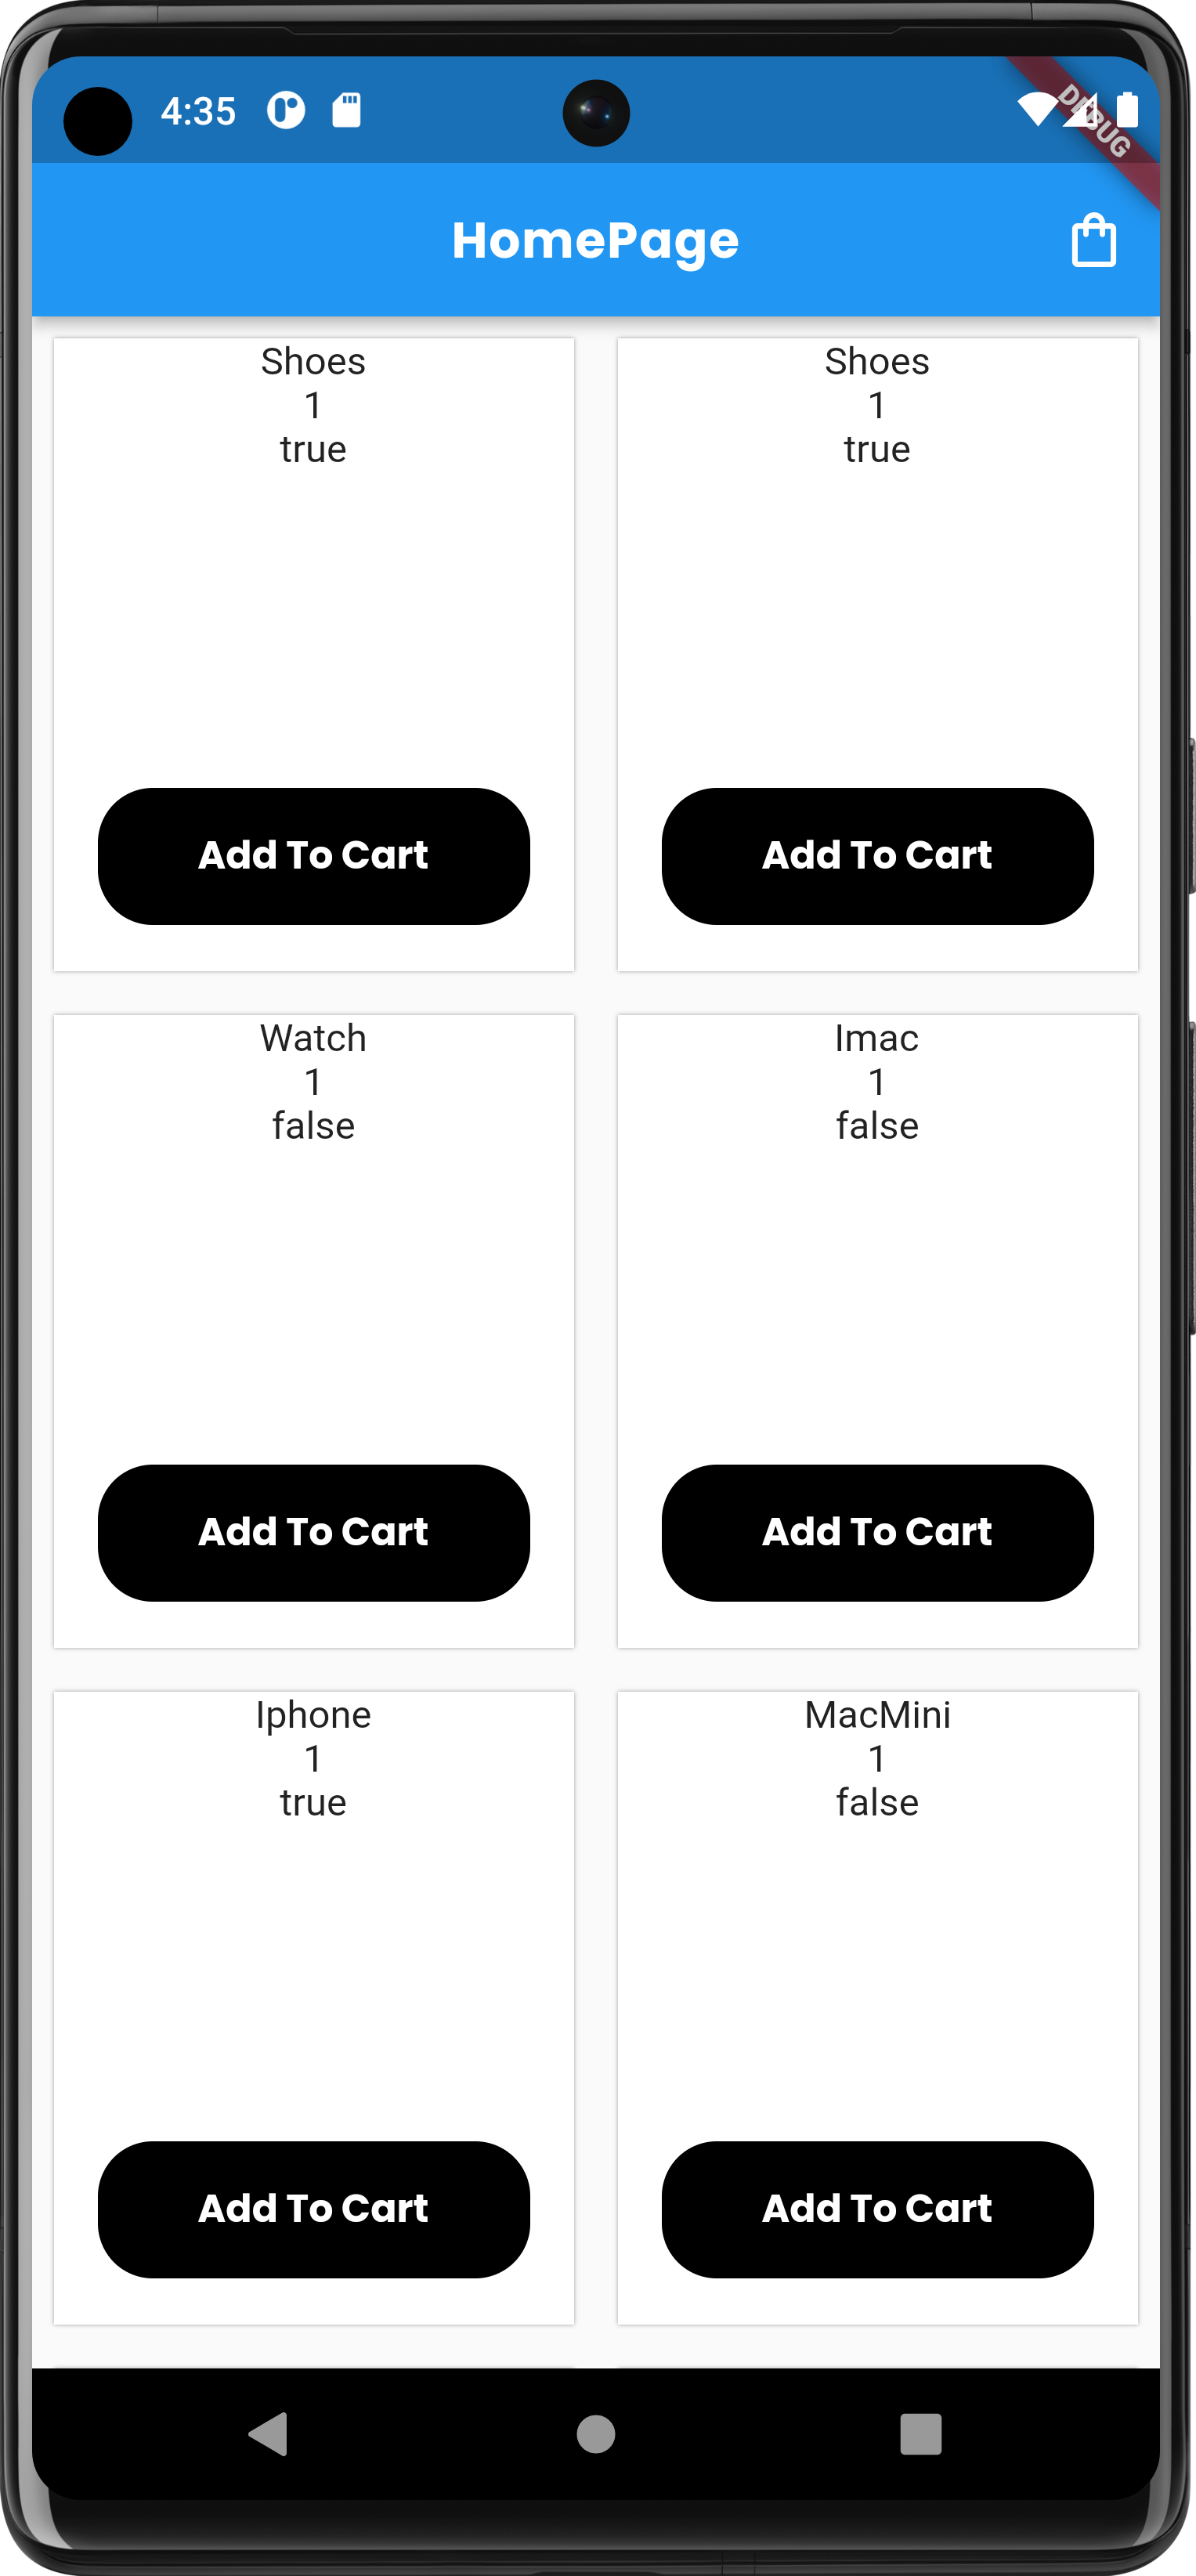 4:35
DEBUG
HomePage
Shoes
1
true
Add To Cart
Shoes
1
true
Add To Cart
Watch
1
false
Add To Cart
Imac
1
false
Add To Cart
Iphone
1
true
Add To Cart
MacMini
1
false
Add To Cart